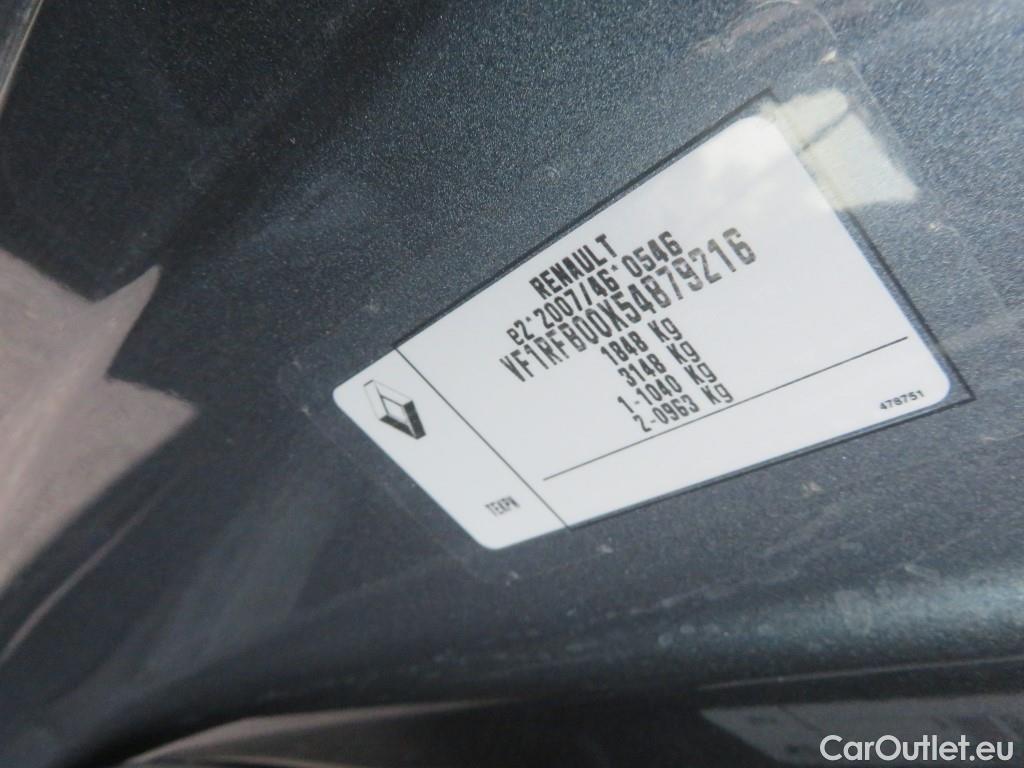 RENAULT
e2*2007/46*0546
VF1RFB00X54879216
1848 Kg
3148 Kg
1-1040 Kg
2-0963 Kg
478751
TEKPN
CarOutlet.eu